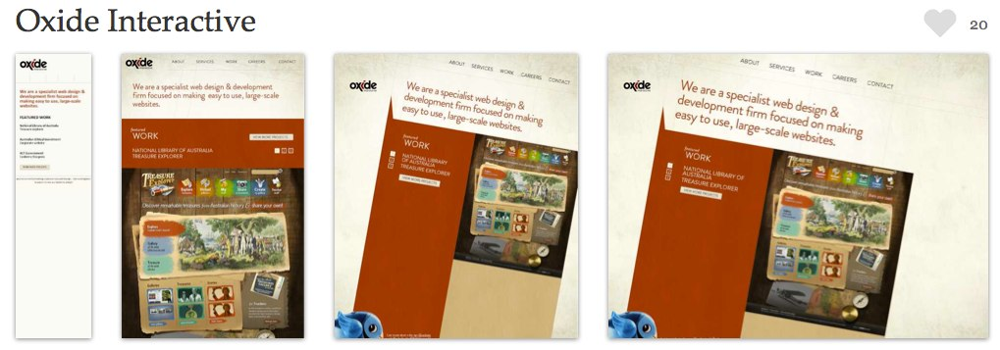 Oxide Interactive
20
oxide
We are a specialist web design &
development firm focused on making
easy to use, large-scale
websites.
FEATURED WORK
National Library of Australia
Treasure Explorer
oxide
ABOUT SERVICES WORK CAREERS CONTACT
We are a specialist web design & development
firm focused on making easy to use, large-scale
websites.
featured
WORK
VIEW MORE PROJECTS
NATIONAL LIBRARY OF AUSTRALIA
TREASURE EXPLORER
Treasure
Explorer
Discover remarkable treasures from Australian history & share your own!
ABOUT SERVICES WORK CAREERS CONTACT
oxide
We are a specialist web design &
development firm focused on making
easy to use, large-scale websites.
featured
WORK
NATIONAL LIBRARY OF
AUSTRALIA
TREASURE EXPLORER
VIEW MORE PROJECTS
ABOUT SERVICES WORK CAREERS CONTACT
oxide
We are a specialist web design &
development firm focused on making
easy to use, large-scale websites.
featured
WORK
NATIONAL LIBRARY OF
AUSTRALIA
TREASURE EXPLORER
VIEW MORE PROJECTS